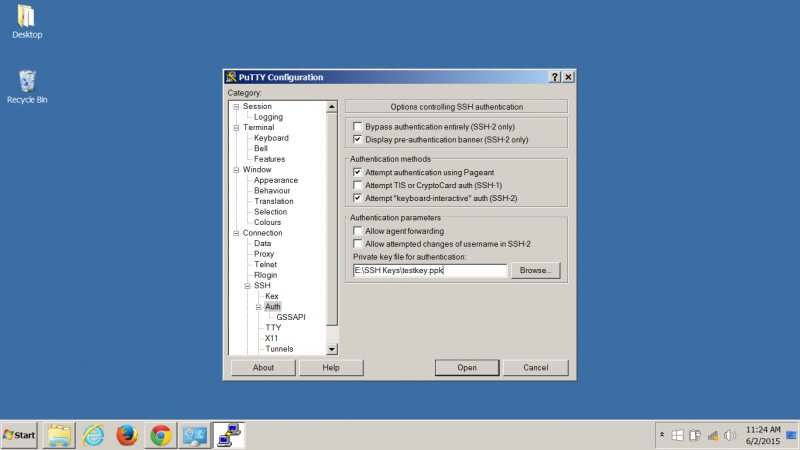 Desktop
Recycle Bin
PuTTY Configuration
Category:
Session
Logging
Terminal
Keyboard
Bell
Features
Window
Appearance
Behaviour
Translation
Selection
Colours
Connection
Data
Proxy
Telnet
Rlogin
SSH
Kex
Auth
GSSAPI
TTY
X11
Tunnels
Options controlling SSH authentication
Bypass authentication entirely (SSH-2 only)
Display pre-authentication banner (SSH-2 only)
Authentication methods
Attempt authentication using Pageant
Attempt TIS or CryptoCard auth (SSH-1)
Attempt "keyboard-interactive" auth (SSH-2)
Authentication parameters
Allow agent forwarding
Allow attempted changes of username in SSH-2
Private key file for authentication:
E:\SSH Keys\testkey.ppk
Browse...
About
Help
Open
Cancel
Start
11:24 AM
6/2/2015